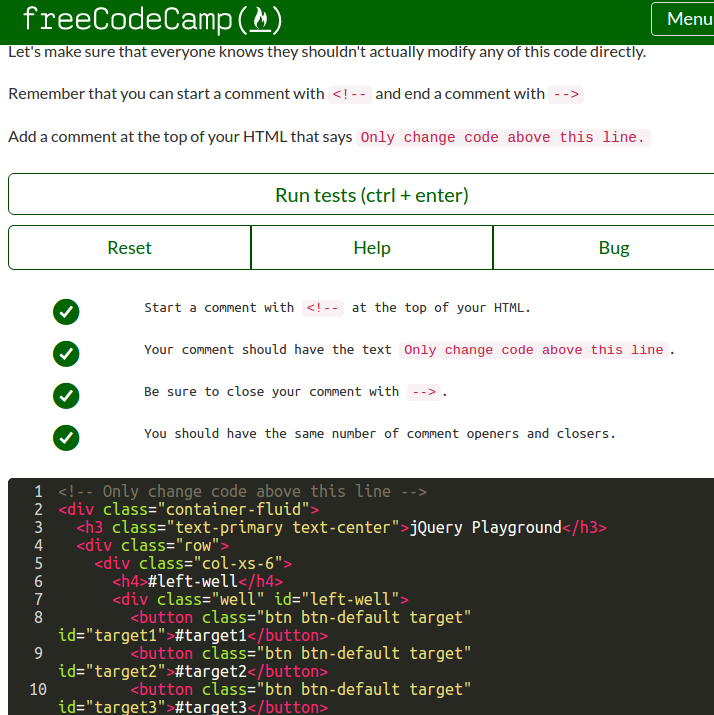 freeCodeCamp
Menu
Let's make sure that everyone knows they shouldn't actually modify any of this code directly.
Remember that you can start a comment with <!-- and end a comment with -->
Add a comment at the top of your HTML that says Only change code above this line.
Run tests (ctrl + enter)
Reset Help Bug
Start a comment with <!-- at the top of your HTML.
Your comment should have the text Only change code above this line .
Be sure to close your comment with --> .
You should have the same number of comment openers and closers.
1 <!-- Only change code above this line -->
2 <div class="container-fluid">
3 <h3 class="text-primary text-center">jQuery Playground</h3>
4 <div class="row">
5 <div class="col-xs-6">
6 <h4>#left-well</h4>
7 <div class="well" id="left-well">
8 <button class="btn btn-default target"
id="target1">#target1</button>
9 <button class="btn btn-default target"
id="target2">#target2</button>
10 <button class="btn btn-default target"
id="target3">#target3</button>